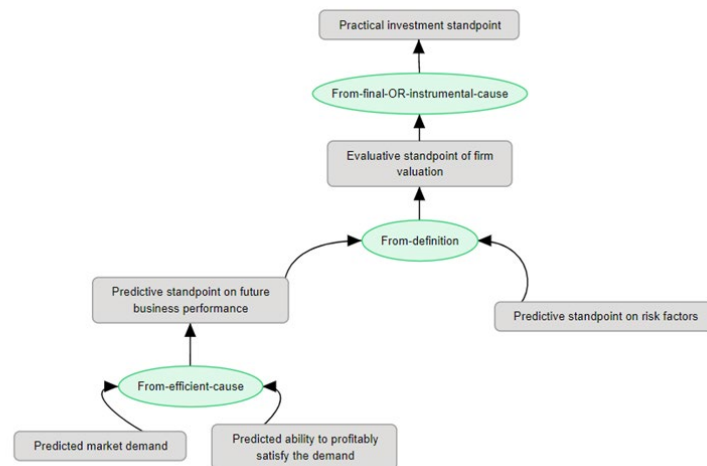 Practical investment standpoint
From-final-OR-instrumental-cause
Evaluative standpoint of firm
valuation
From-definition
Predictive standpoint on future
business performance
Predictive standpoint on risk factors
From-efficient-cause
Predicted market demand
Predicted ability to profitably
satisfy the demand